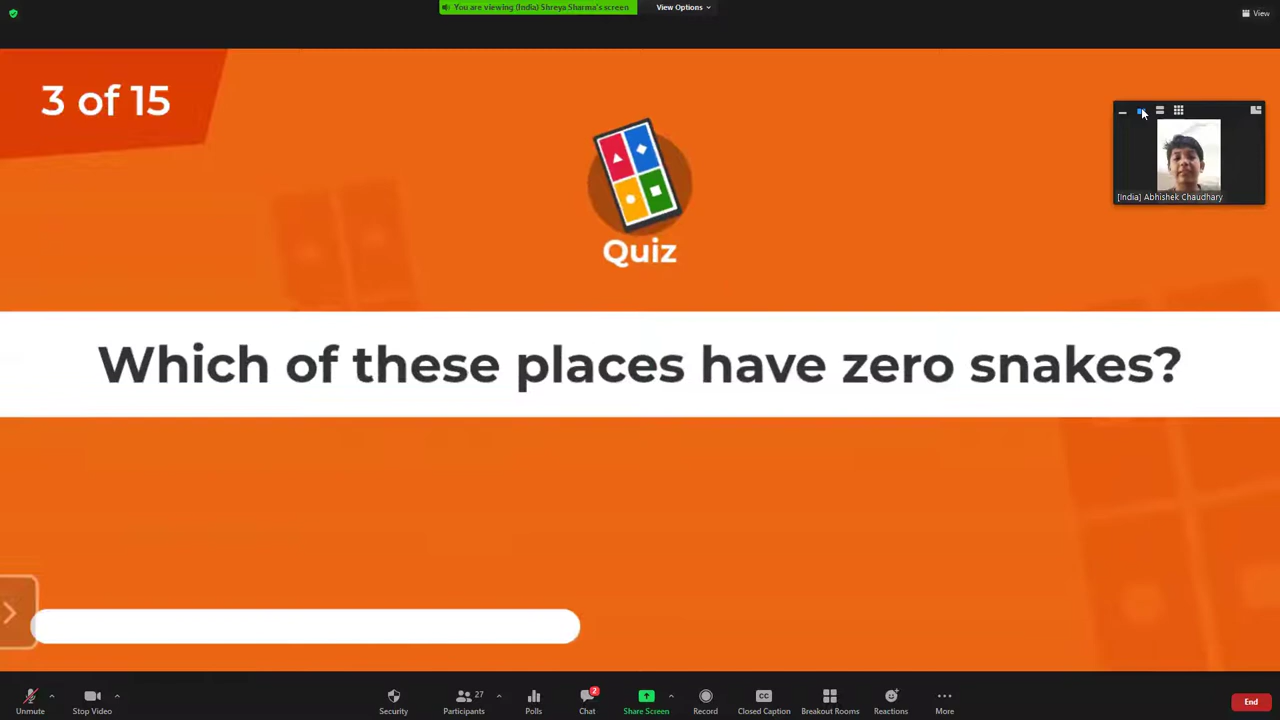 You are viewing (India) Shreya Sharma's screen
View Options
View
3 of 15
[India] Abhishek Chaudhary
Quiz
Which of these places have zero snakes?
Unmute
Stop Video
Security
27
Participants
Polls
2
Chat
Share Screen
Record
CC
Closed Caption
Breakout Rooms
Reactions
More
End